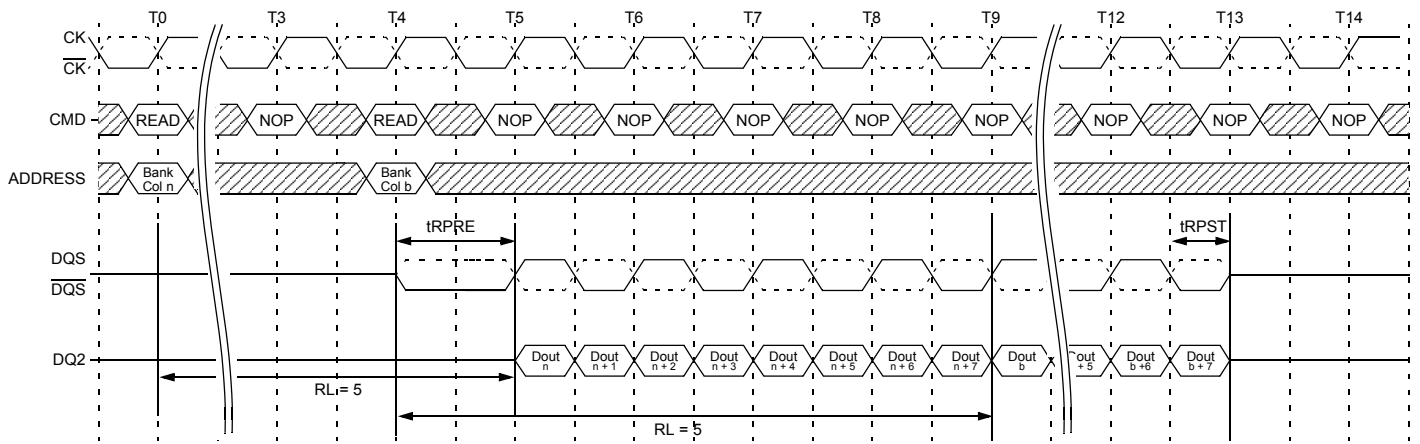 T0 T3 T4 T5 T6 T7 T8 T9 T12 T13 T14
CK
CK
CMD READ NOP READ NOP NOP NOP NOP NOP NOP NOP NOP
ADDRESS Bank Col n Bank Col b
tRPRE tRPST
DQS
DQS
DQ2 Dout n Dout n + 1 Dout n + 2 Dout n + 3 Dout n + 4 Dout n + 5 Dout n + 6 Dout n + 7 Dout b + 5 Dout b +6 Dout b + 7
RL = 5
RL = 5